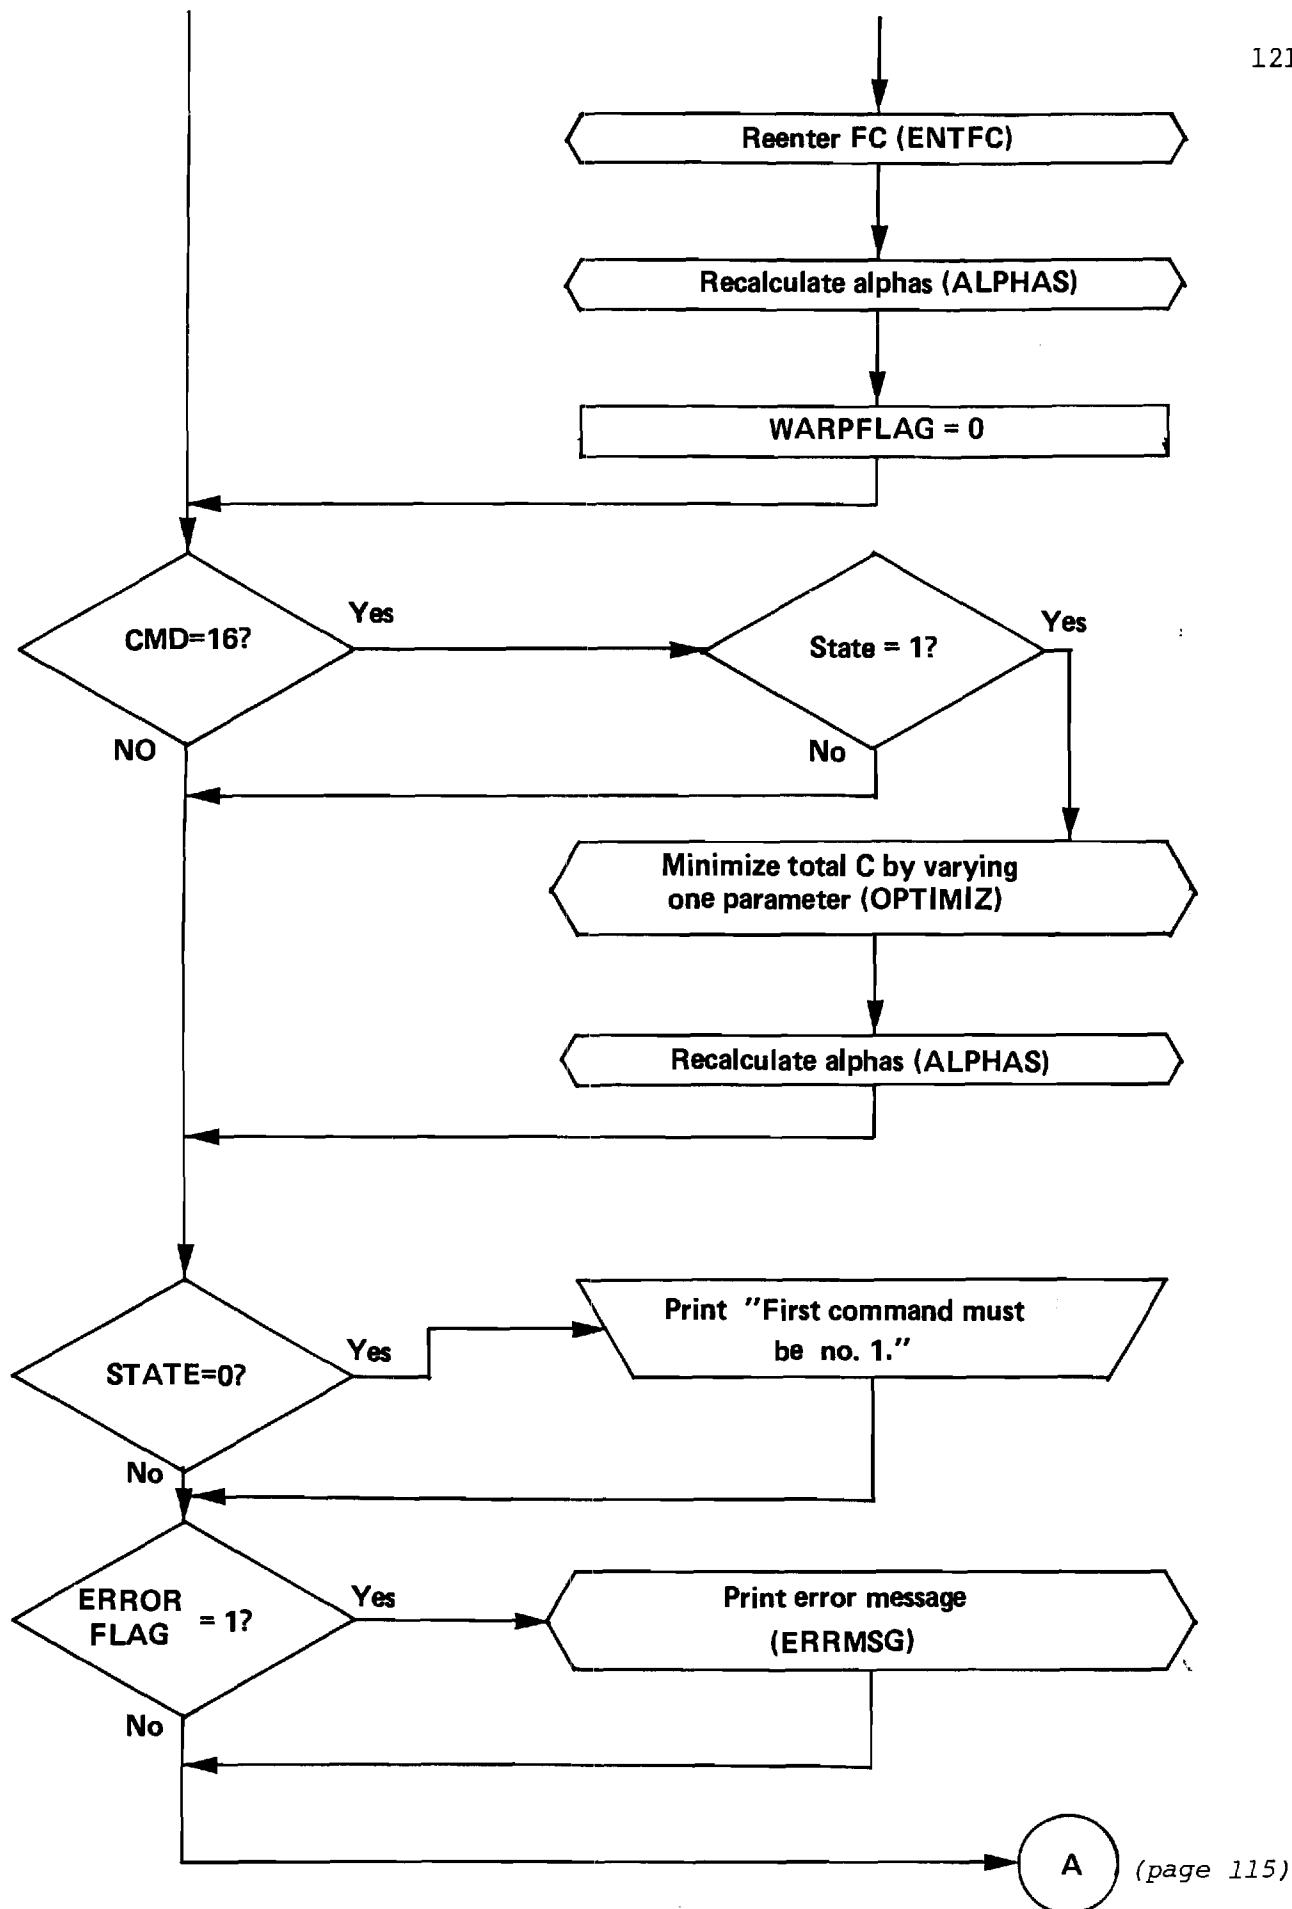 121
Reenter FC (ENTFC)
Recalculate alphas (ALPHAS)
WARPFLAG = 0
CMD=16?
Yes
State = 1?
Yes
NO
No
Minimize total C by varying
one parameter (OPTIMIZ)
Recalculate alphas (ALPHAS)
STATE=0?
Yes
Print "First command must
be no. 1."
No
ERROR
FLAG = 1?
Yes
Print error message
(ERRMSG)
No
A (page 115)